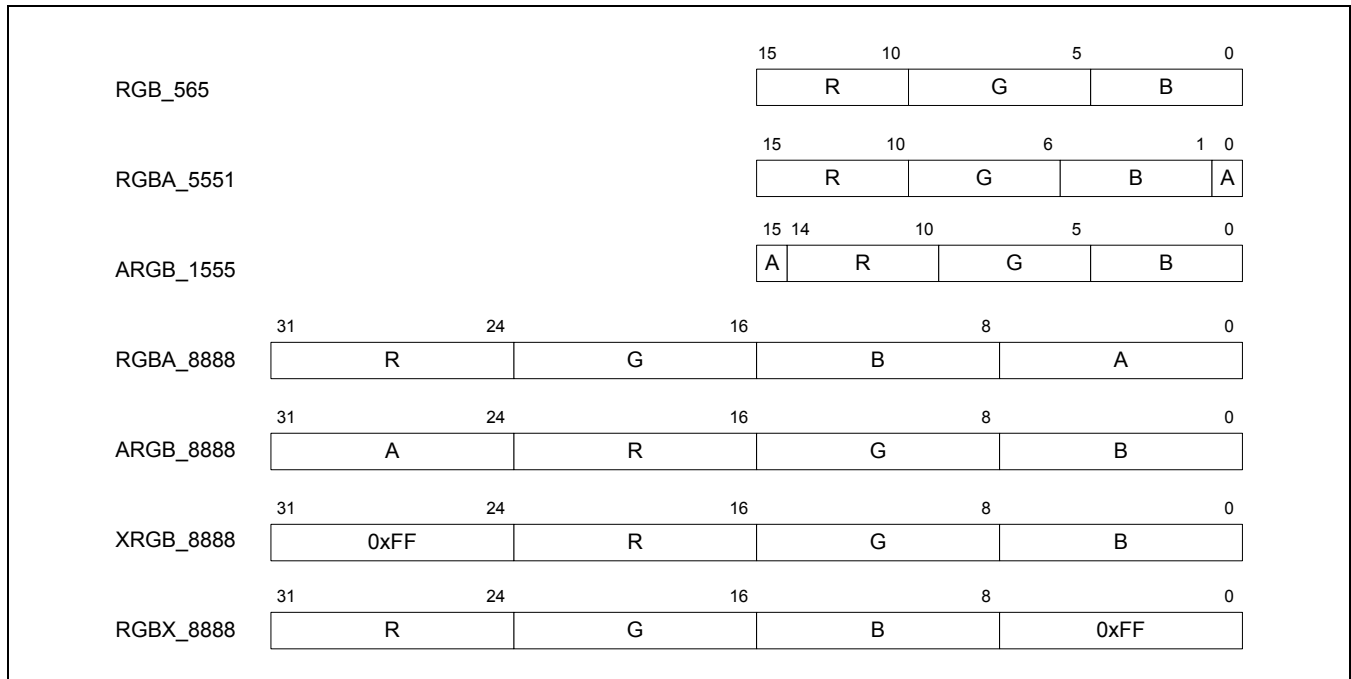 15 10 5 0
RGB_565 R G B
15 10 6 1 0
RGBA_5551 R G B A
15 14 10 5 0
ARGB_1555 A R G B
31 24 16 8 0
RGBA_8888 R G B A
31 24 16 8 0
ARGB_8888 A R G B
31 24 16 8 0
XRGB_8888 0xFF R G B
31 24 16 8 0
RGBX_8888 R G B 0xFF